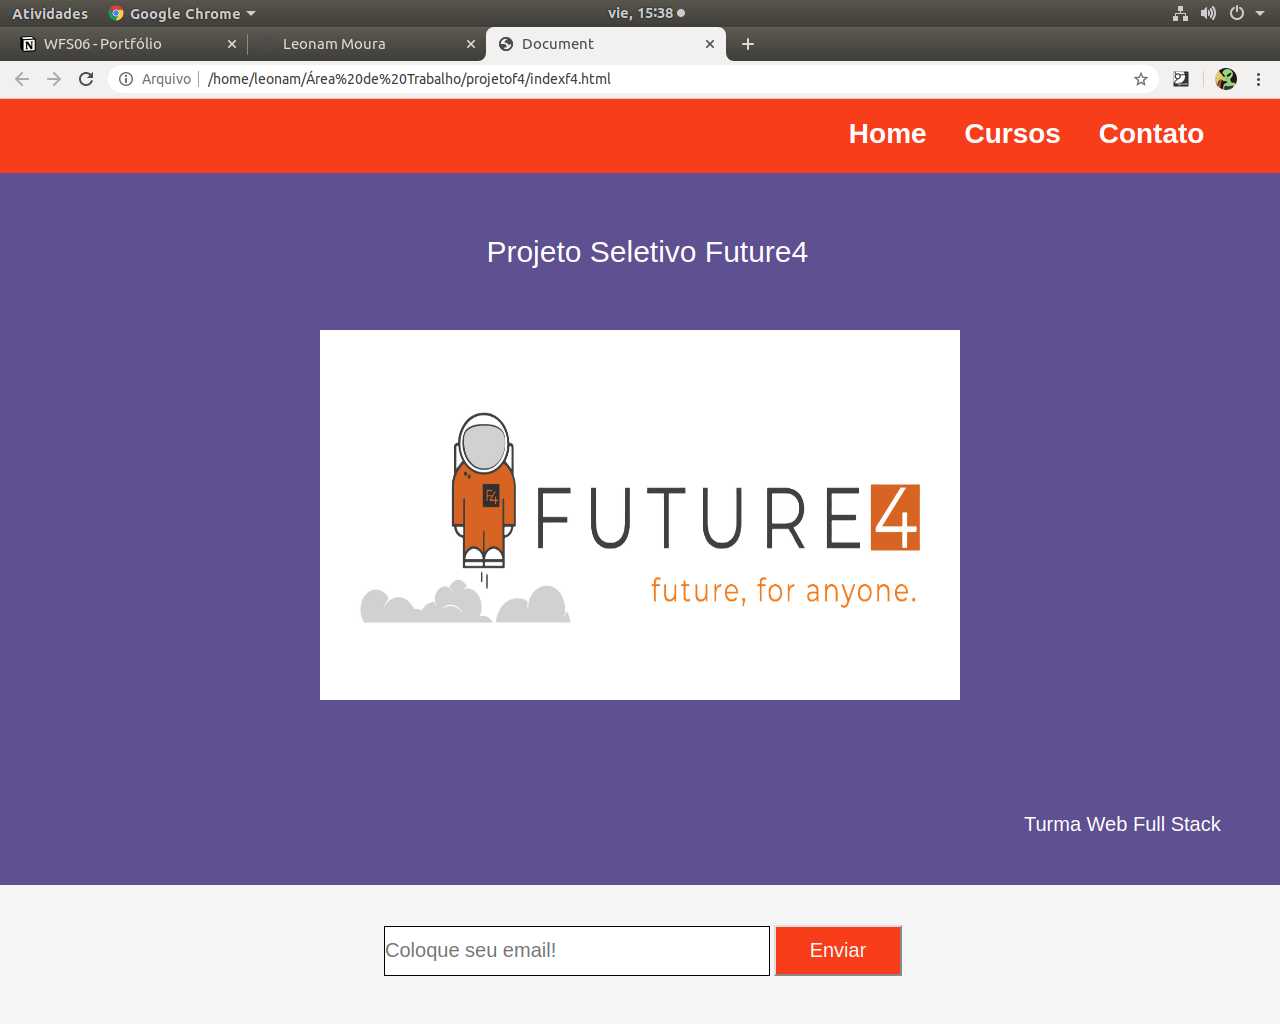 Atividades Google Chrome vie, 15:38
WFS06 - Portfólio Leonam Moura Document
Arquivo /home/leonam/Área%20de%20Trabalho/projetof4/indexf4.html
Home Cursos Contato
Projeto Seletivo Future4
F4
FUTURE4
future, for anyone.
Turma Web Full Stack
Coloque seu email! Enviar